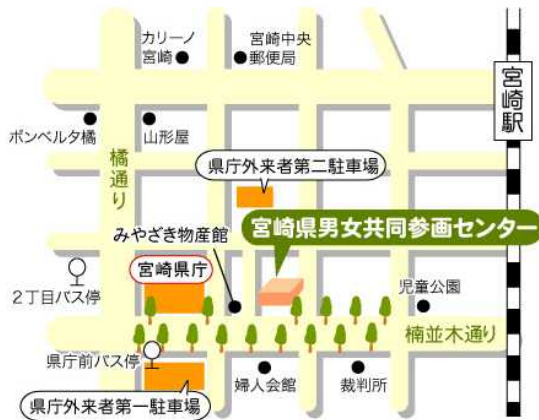 カリーノ
宮崎
宮崎中央
郵便局
宮崎駅
ボンベルタ橘
山形屋
橘通り
県庁外来者第二駐車場
みやざき物産館
宮崎県男女共同参画センター
宮崎県庁
2丁目バス停
児童公園
楠並木通り
県庁前バス停
婦人会館
裁判所
県庁外来者第一駐車場